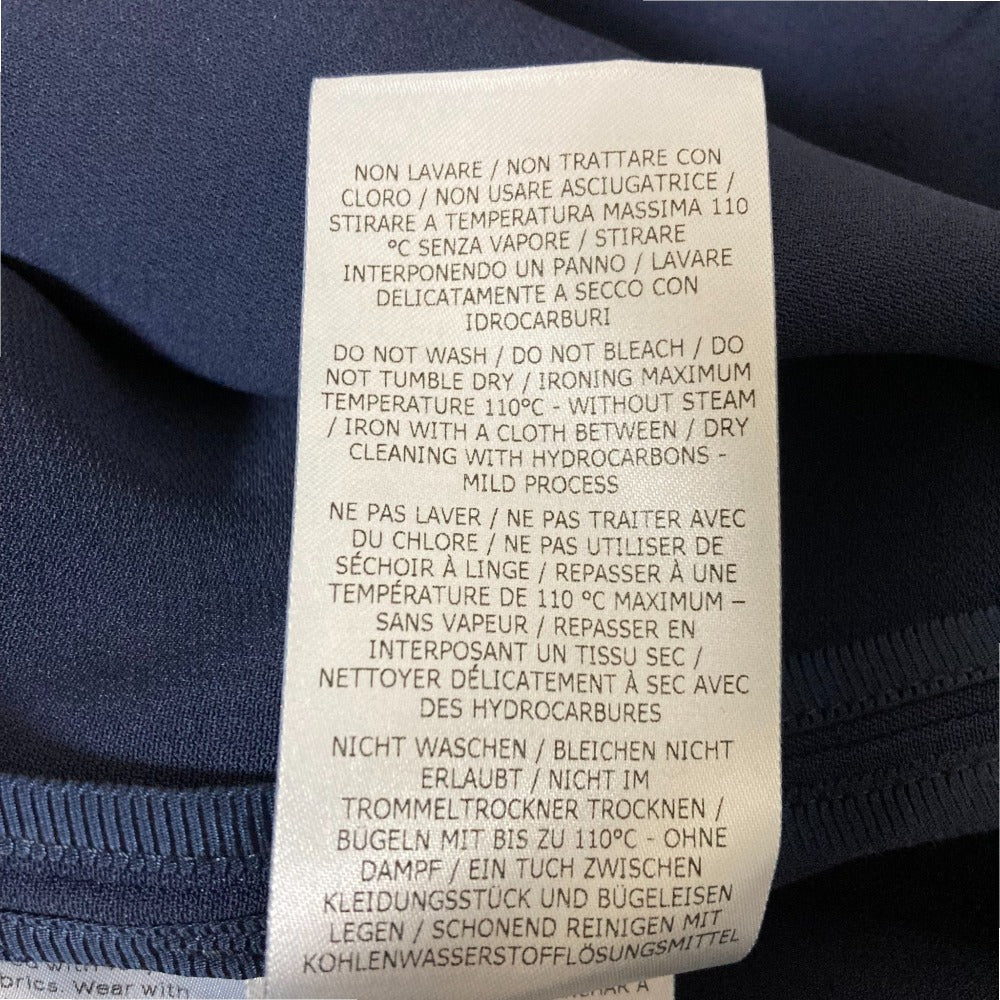 NON LAVARE / NON TRATTARE CON
CLORO / NON USARE ASCIUGATRICE /
STIRARE A TEMPERATURA MASSIMA 110
°C SENZA VAPORE / STIRARE
INTERPONENDO UN PANNO / LAVARE
DELICATAMENTE A SECCO CON
IDROCARBURI
DO NOT WASH / DO NOT BLEACH / DO
NOT TUMBLE DRY / IRONING MAXIMUM
TEMPERATURE 110°C - WITHOUT STEAM
/ IRON WITH A CLOTH BETWEEN / DRY
CLEANING WITH HYDROCARBONS -
MILD PROCESS
NE PAS LAVER / NE PAS TRAITER AVEC
DU CHLORE / NE PAS UTILISER DE
SÉCHOIR À LINGE / REPASSER À UNE
TEMPÉRATURE DE 110 °C MAXIMUM –
SANS VAPEUR / REPASSER EN
INTERPOSANT UN TISSU SEC /
NETTOYER DÉLICATEMENT À SEC AVEC
DES HYDROCARBURES
NICHT WASCHEN / BLEICHEN NICHT
ERLAUBT / NICHT IM
TROMMELTROCKNER TROCKNEN /
BÜGELN MIT BIS ZU 110°C - OHNE
DAMPF / EIN TUCH ZWISCHEN
KLEIDUNGSSTÜCK UND BÜGELEISEN
LEGEN / SCHONEND REINIGEN MIT
KOHLENWASSERSTOFFLÖSUNGSMITTEL
with
Wear with
A